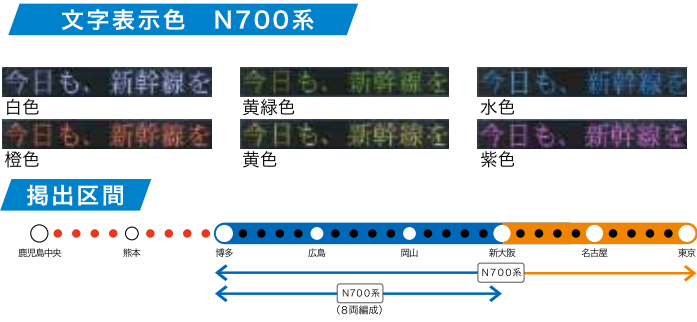 文字表示色 N700系
今日も、新幹線を
今日も、新幹線を
今日も、新幹線を
白色
黄緑色
水色
今日も、新幹線を
今日も、新幹線を
今日も、新幹線を
橙色
黄色
紫色
掲出区間
鹿児島中央
熊本
博多
広島
岡山
新大阪
名古屋
東京
N700系
N700系
(8両編成)